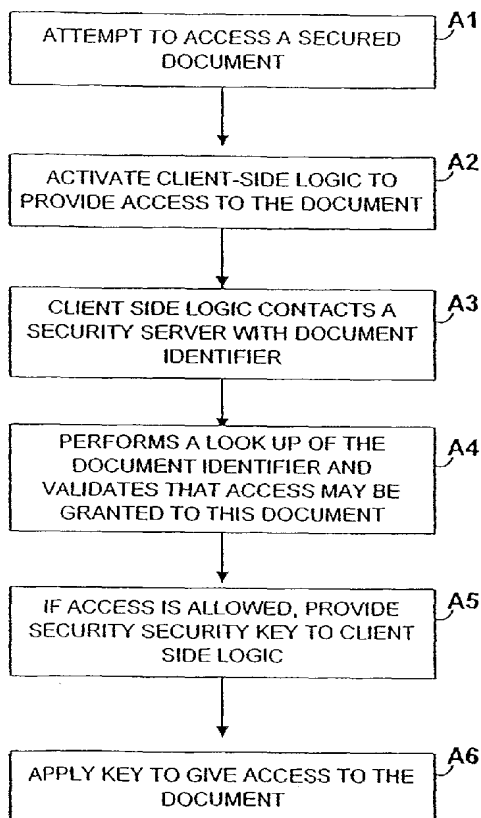 A1
ATTEMPT TO ACCESS A SECURED
DOCUMENT
A2
ACTIVATE CLIENT-SIDE LOGIC TO
PROVIDE ACCESS TO THE DOCUMENT
A3
CLIENT SIDE LOGIC CONTACTS A
SECURITY SERVER WITH DOCUMENT
IDENTIFIER
A4
PERFORMS A LOOK UP OF THE
DOCUMENT IDENTIFIER AND
VALIDATES THAT ACCESS MAY BE
GRANTED TO THIS DOCUMENT
A5
IF ACCESS IS ALLOWED, PROVIDE
SECURITY SECURITY KEY TO CLIENT
SIDE LOGIC
A6
APPLY KEY TO GIVE ACCESS TO THE
DOCUMENT